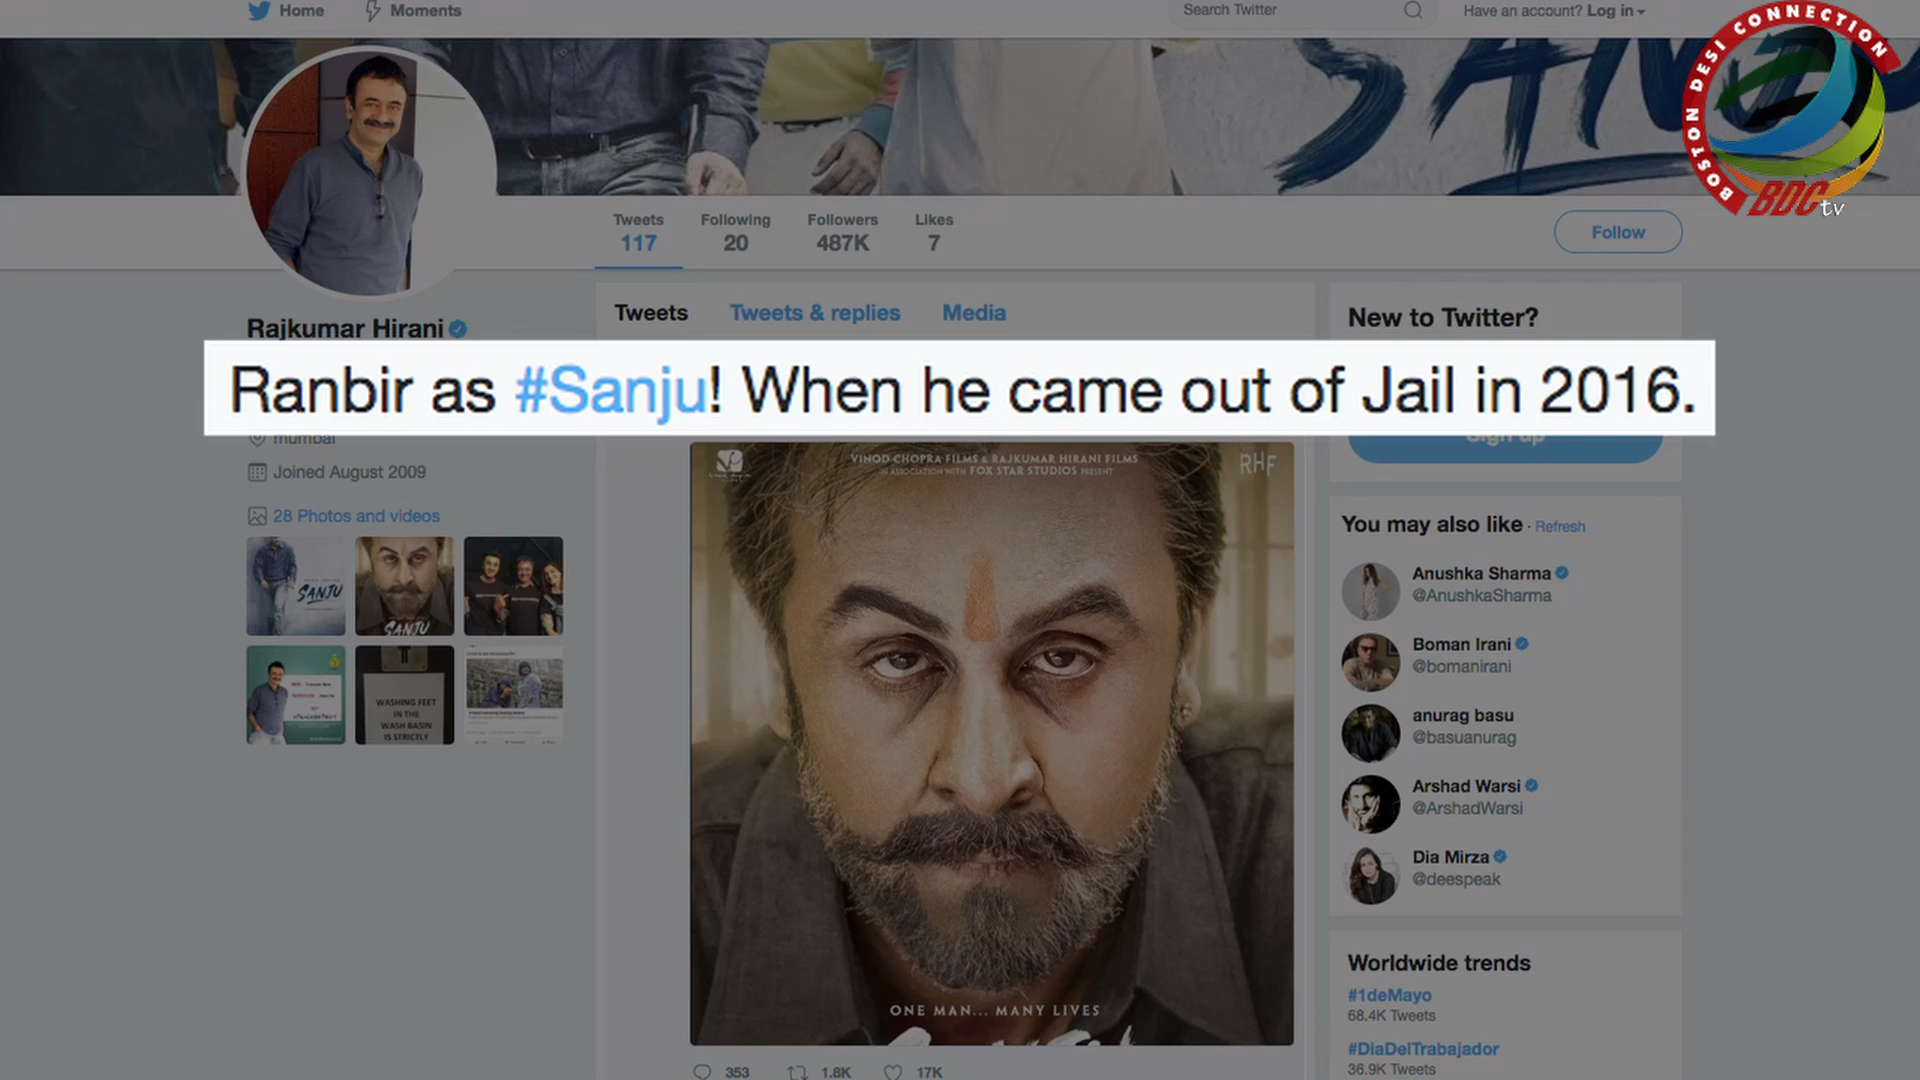 Home
Moments
Search Twitter
Have an account? Log in
BOSTON DESI CONNECTION
BDC tv
Tweets
117
Following
20
Followers
487K
Likes
7
Follow
Rajkumar Hirani
Tweets
Tweets & replies
Media
New to Twitter?
Ranbir as #Sanju! When he came out of Jail in 2016.
Sign up
mumbai
Joined August 2009
28 Photos and videos
SANJU
SANJU
WASHING FEET
IN THE
WASH BASIN
IS STRICTLY
VINOD CHOPRA FILMS & RAJKUMAR HIRANI FILMS
IN ASSOCIATION WITH FOX STAR STUDIOS PRESENT
RHF
ONE MAN... MANY LIVES
353
1.8K
17K
You may also like · Refresh
Anushka Sharma
@AnushkaSharma
Boman Irani
@bomanirani
anurag basu
@basuanurag
Arshad Warsi
@ArshadWarsi
Dia Mirza
@deespeak
Worldwide trends
#1deMayo
68.4K Tweets
#DiaDelTrabajador
36.9K Tweets